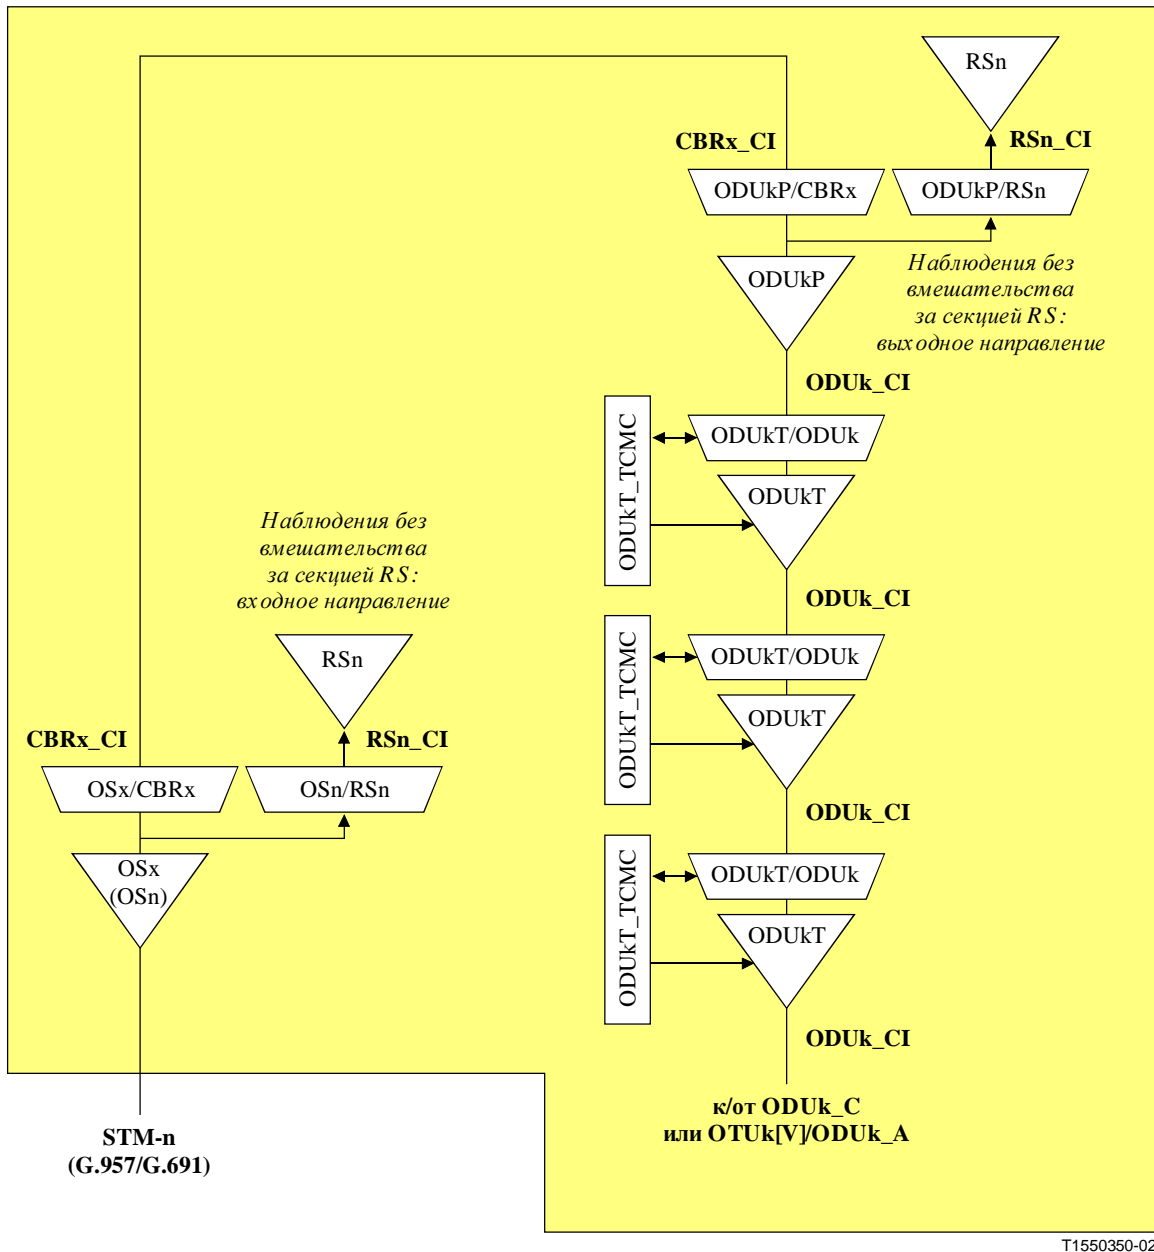 RSn
CBRx_CI
RSn_CI
ODUkP/CBRx
ODUkP/RSn
ODUkP
Наблюдения без
вмешательства
за секцией RS:
выходное направление
ODUk_CI
ODUkT_TCMC
ODUkT/ODUk
ODUkT
ODUk_CI
Наблюдения без
вмешательства
за секцией RS:
входное направление
RSn
ODUkT_TCMC
ODUkT/ODUk
ODUkT
CBRx_CI
RSn_CI
OSx/CBRx
OSn/RSn
ODUk_CI
OSx
(OSn)
ODUkT_TCMC
ODUkT/ODUk
ODUkT
ODUk_CI
к/от ODUk_C
или OTUk[V]/ODUk_A
STM-n
(G.957/G.691)
T1550350-02